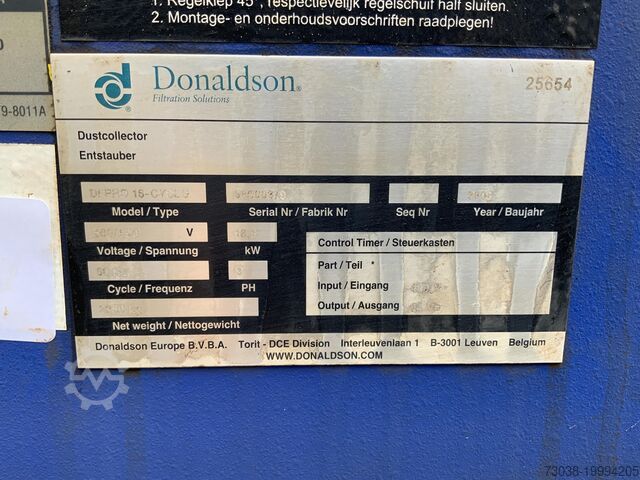 1. Regelklep 45°, respectievelijk regelschuif half sluiten.
2. Montage- en onderhoudsvoorschriften raadplegen!
79-8011A
Donaldson®
Filtration Solutions
25654
Dustcollector
Entstauber
Model / Type
Serial Nr / Fabrik Nr
Seq Nr
Year / Baujahr
V
Voltage / Spannung
kW
Cycle / Frequenz
PH
Net weight / Nettogewicht
Control Timer / Steuerkasten
Part / Teil
Input / Eingang
Output / Ausgang
Donaldson Europe B.V.B.A. Torit - DCE Division Interleuvenlaan 1 B-3001 Leuven Belgium
WWW.DONALDSON.COM
73038-19994205